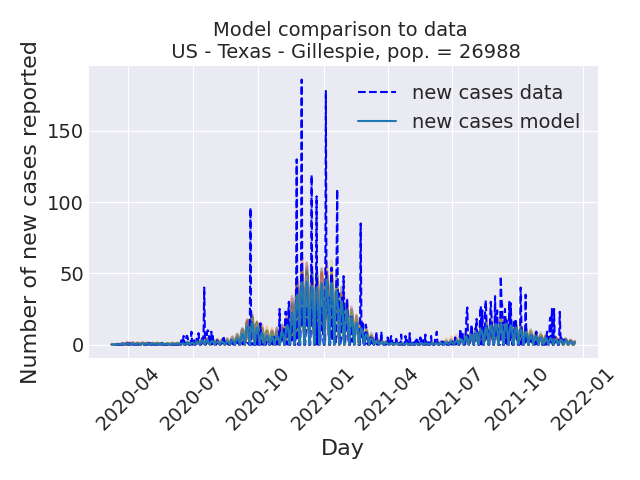 Model comparison to data
US - Texas - Gillespie, pop. = 26988
new cases data
new cases model
Number of new cases reported
150
100
50
0
2020-04
2020-07
2020-10
2021-01
2021-04
2021-07
2021-10
2022-01
Day